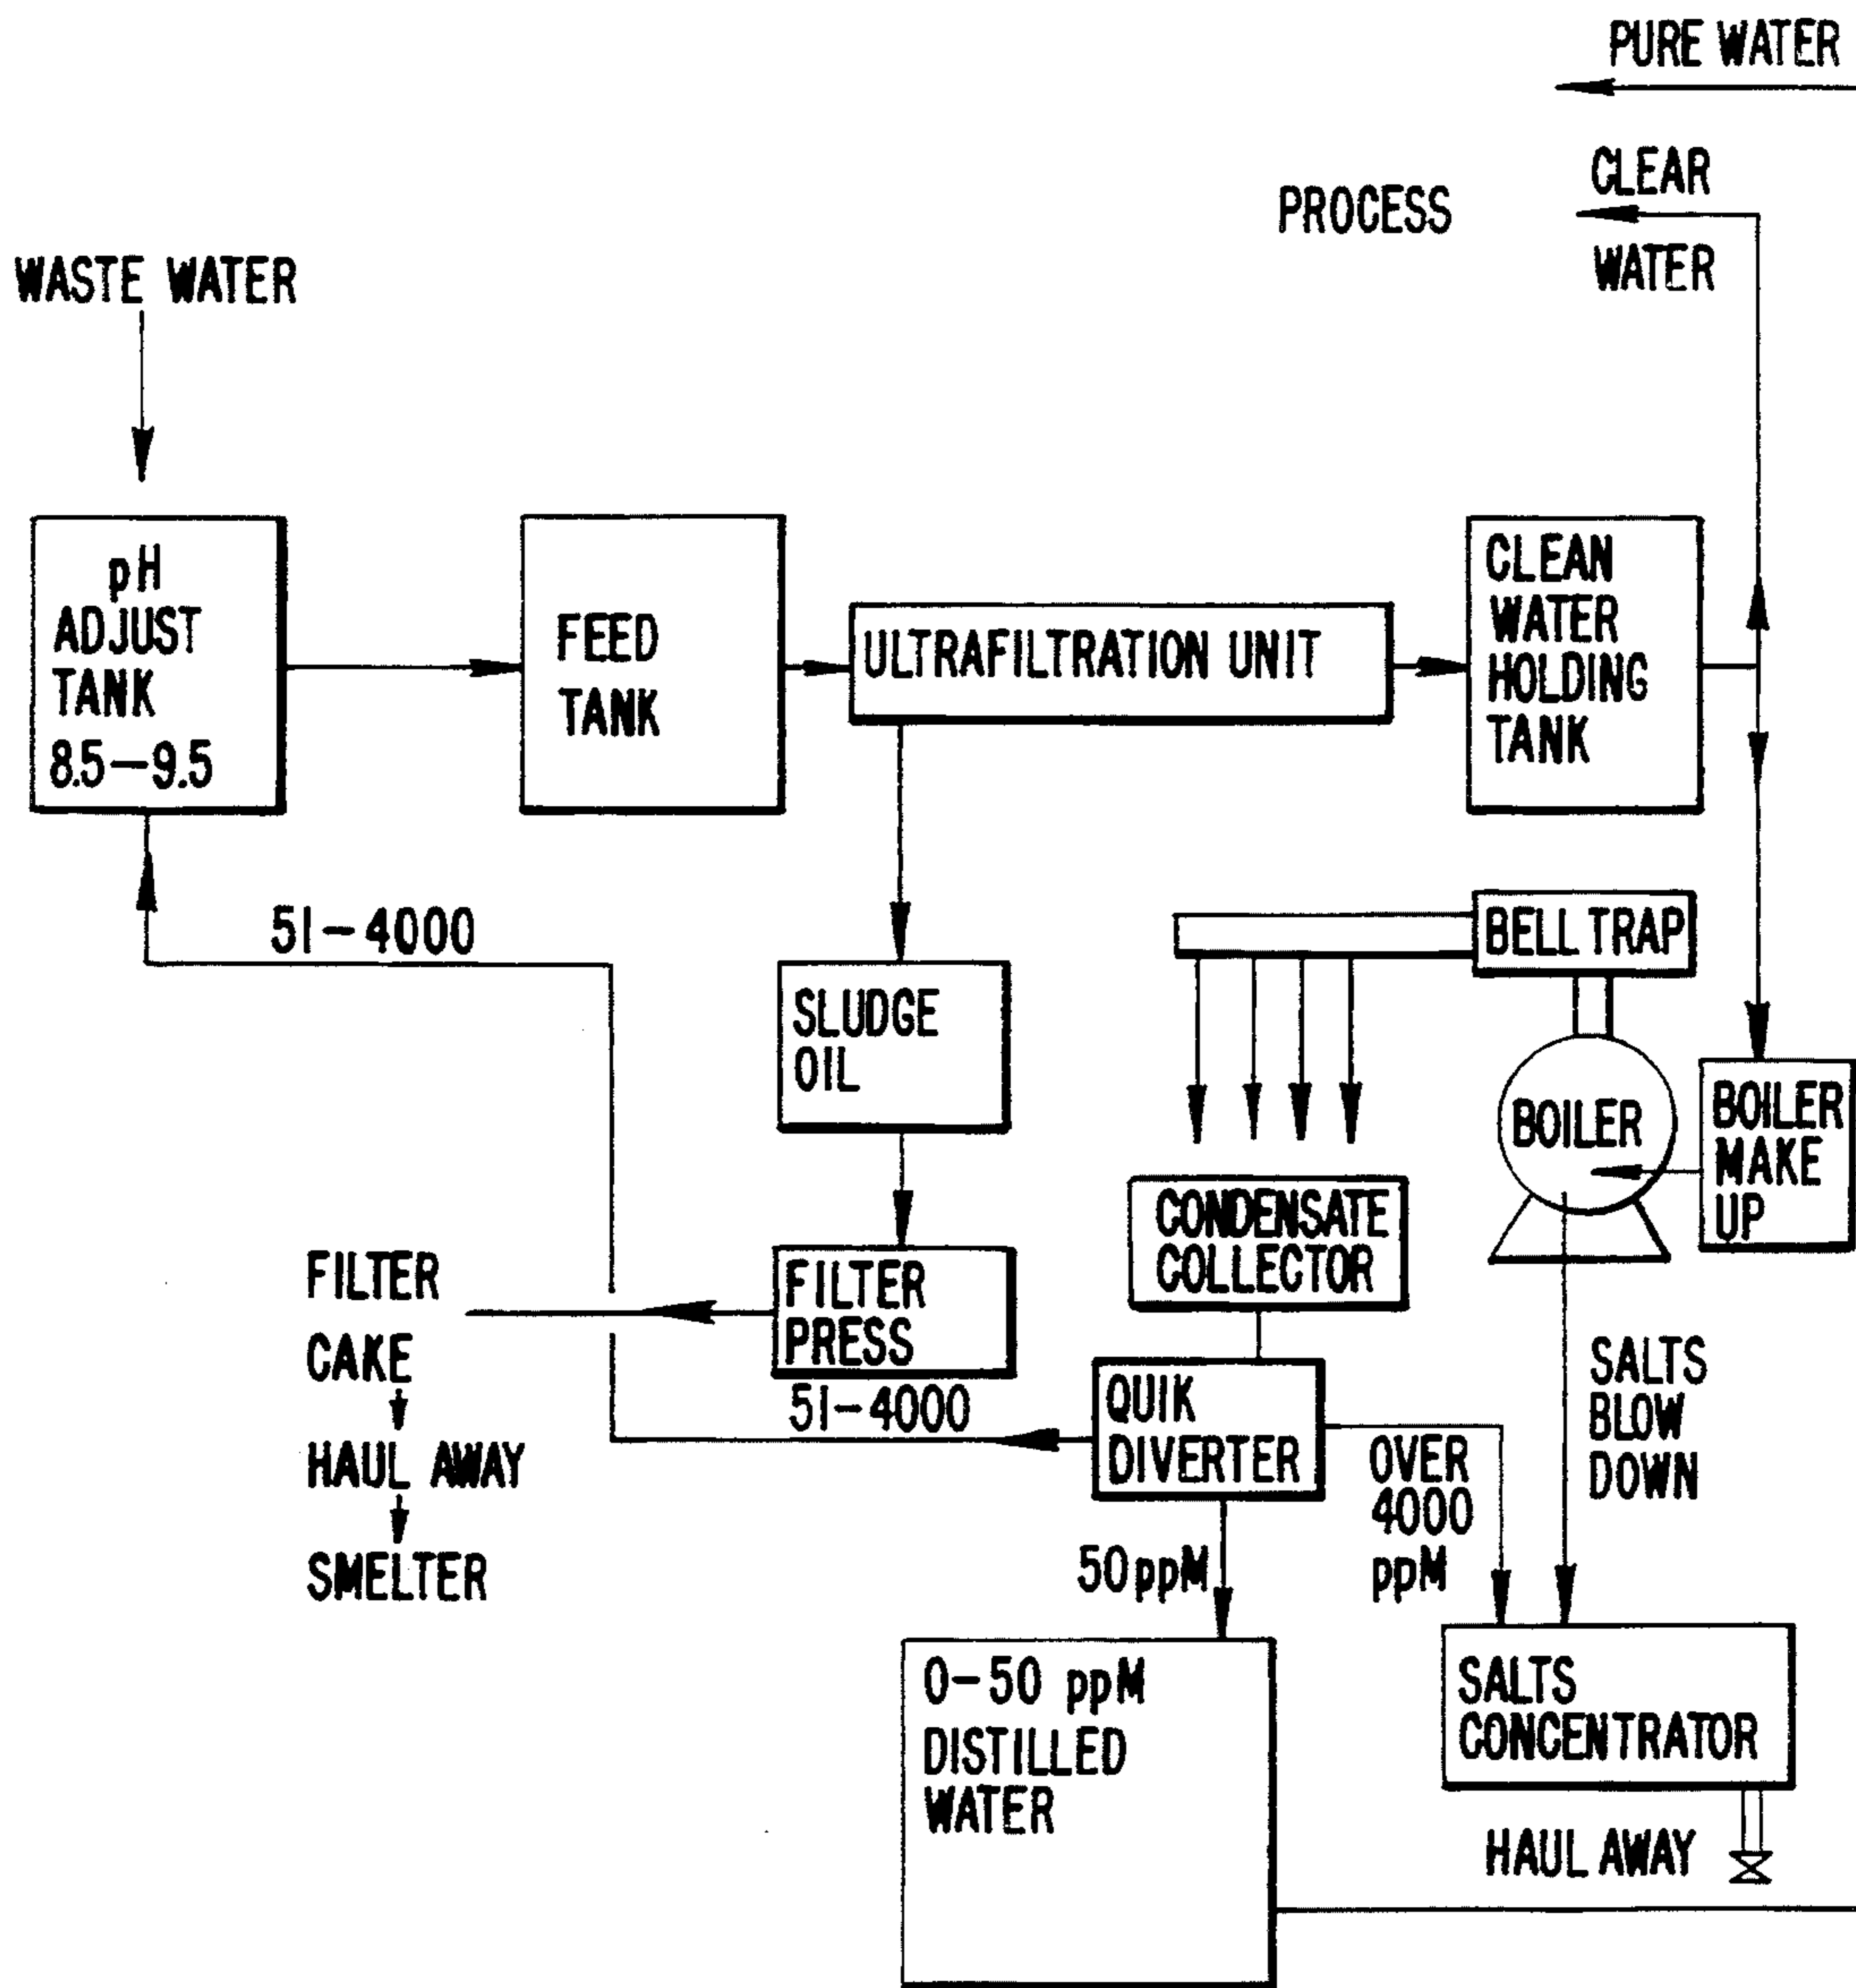 PURE WATER
CLEAR
PROCESS
WATER
WASTE WATER
pH
ADJUST
TANK
8.5-9.5
FEED
TANK
ULTRAFILTRATION UNIT
CLEAN
WATER
HOLDING
TANK
51-4000
SLUDGE
OIL
BELL TRAP
BOILER
BOILER
MAKE
UP
CONDENSATE
COLLECTOR
FILTER
CAKE
HAUL AWAY
SMELTER
FILTER
PRESS
51-4000
QUIK
DIVERTER
OVER
4000
ppM
50 ppM
SALTS
BLOW
DOWN
0-50 ppM
DISTILLED
WATER
SALTS
CONCENTRATOR
HAUL AWAY